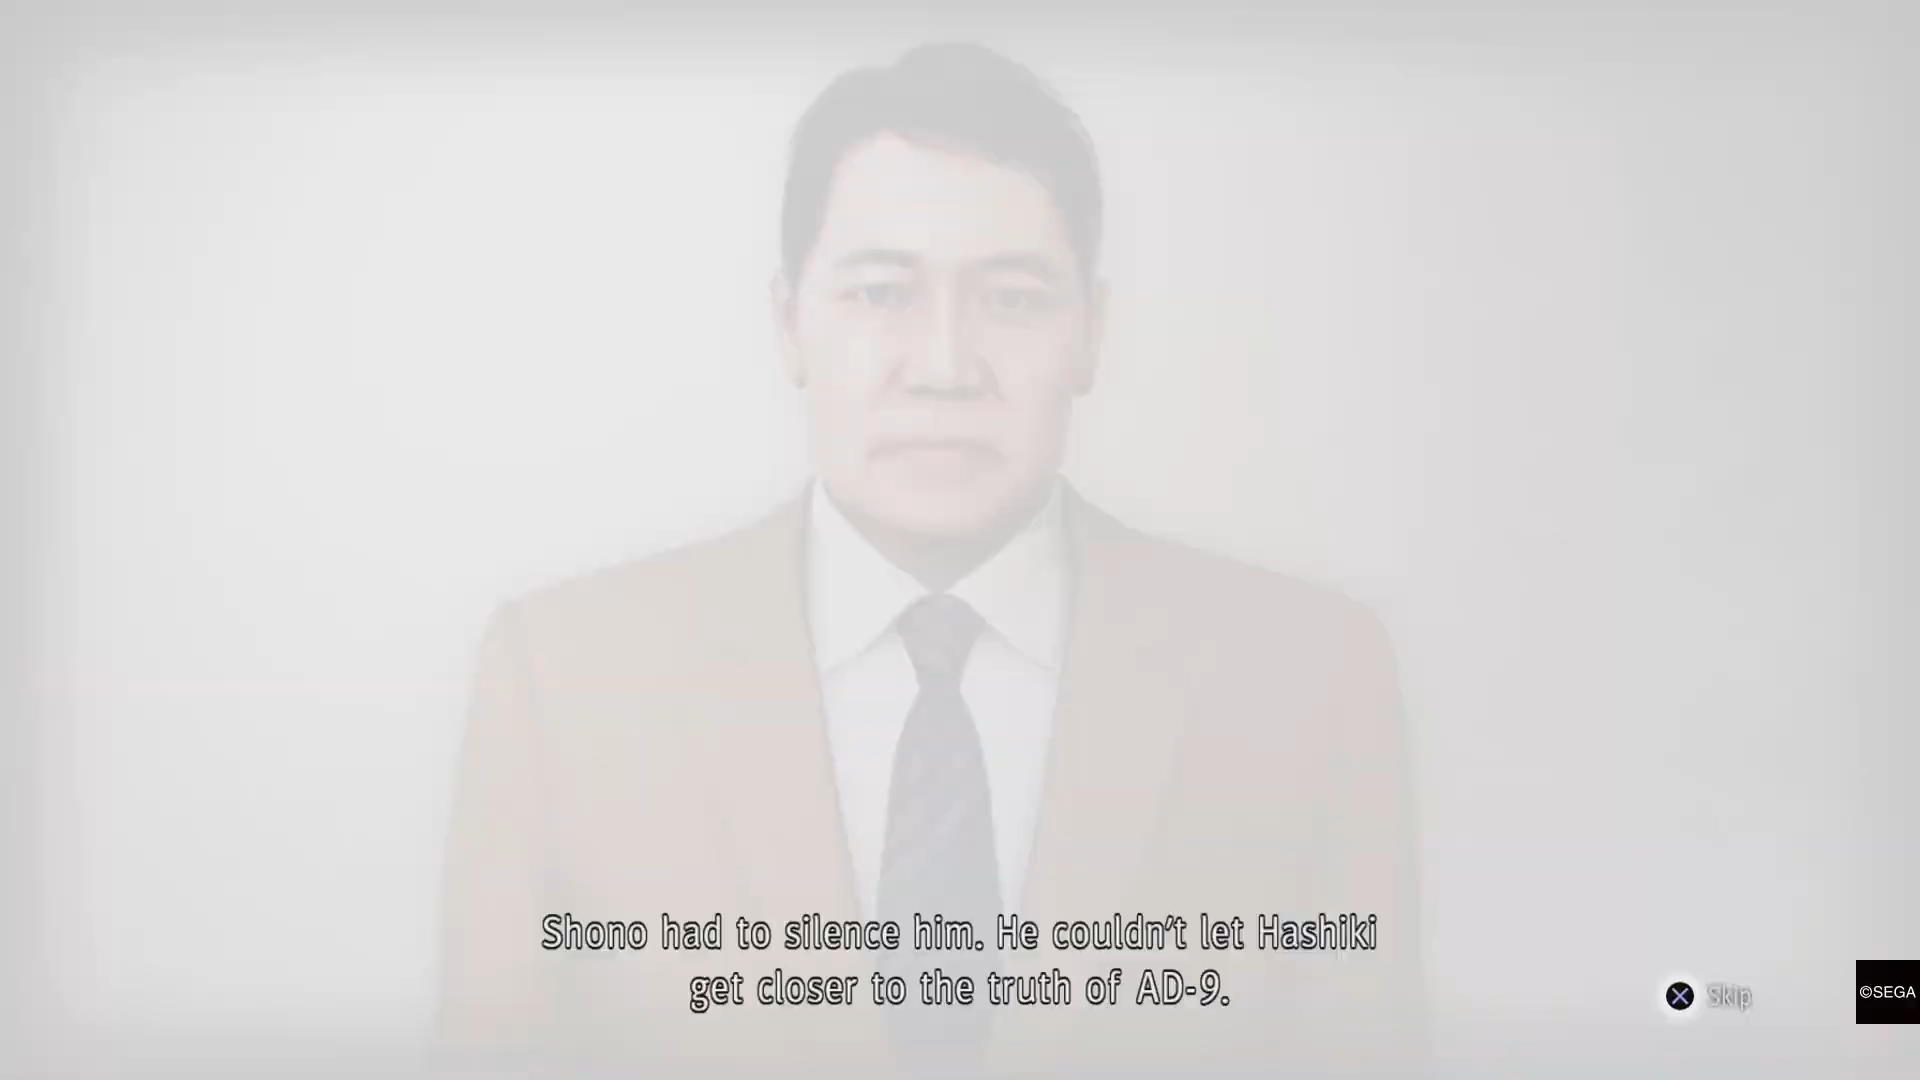 Shono had to silence him. He couldn't let Hashiki
get closer to the truth of AD-9.
Skip
©SEGA